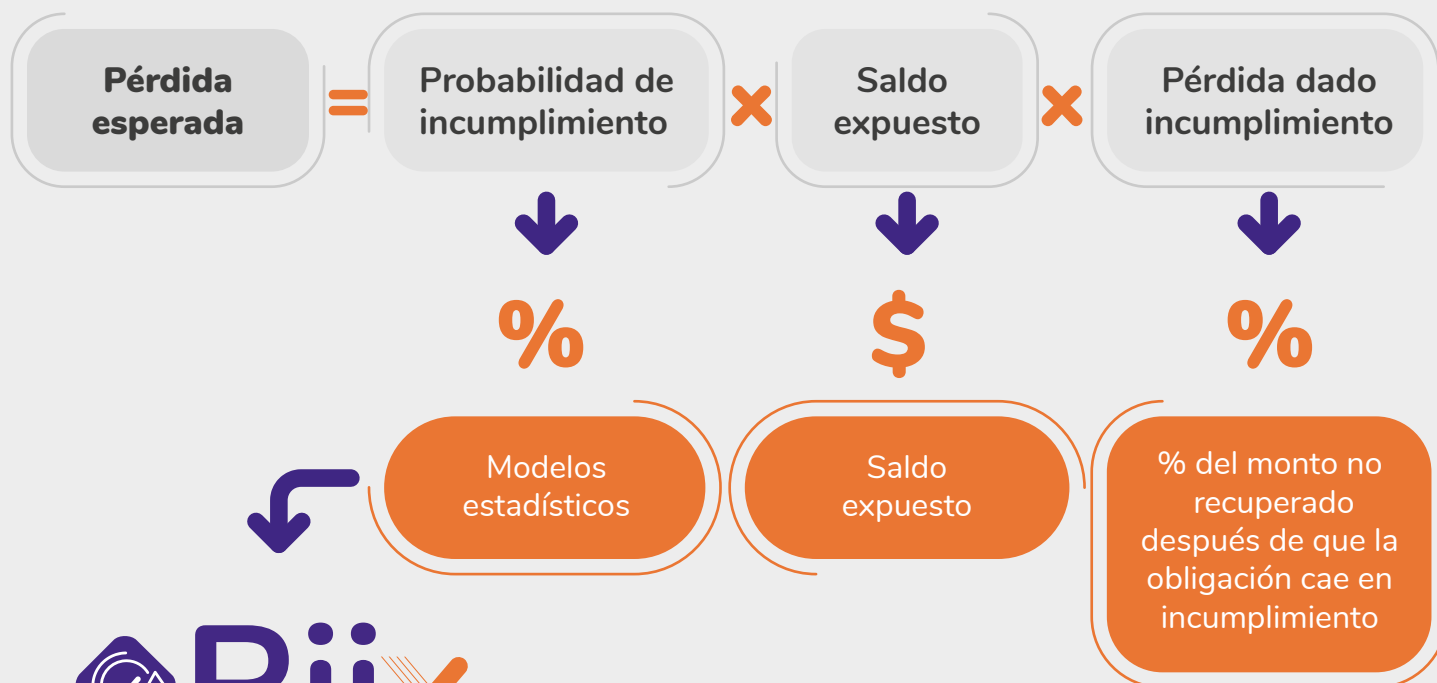 Pérdida
esperada
=
Probabilidad de
incumplimiento
×
Saldo
expuesto
×
Pérdida dado
incumplimiento
%
$
%
Modelos
estadísticos
Saldo
expuesto
% del monto no
recuperado
después de que la
obligación cae en
incumplimiento